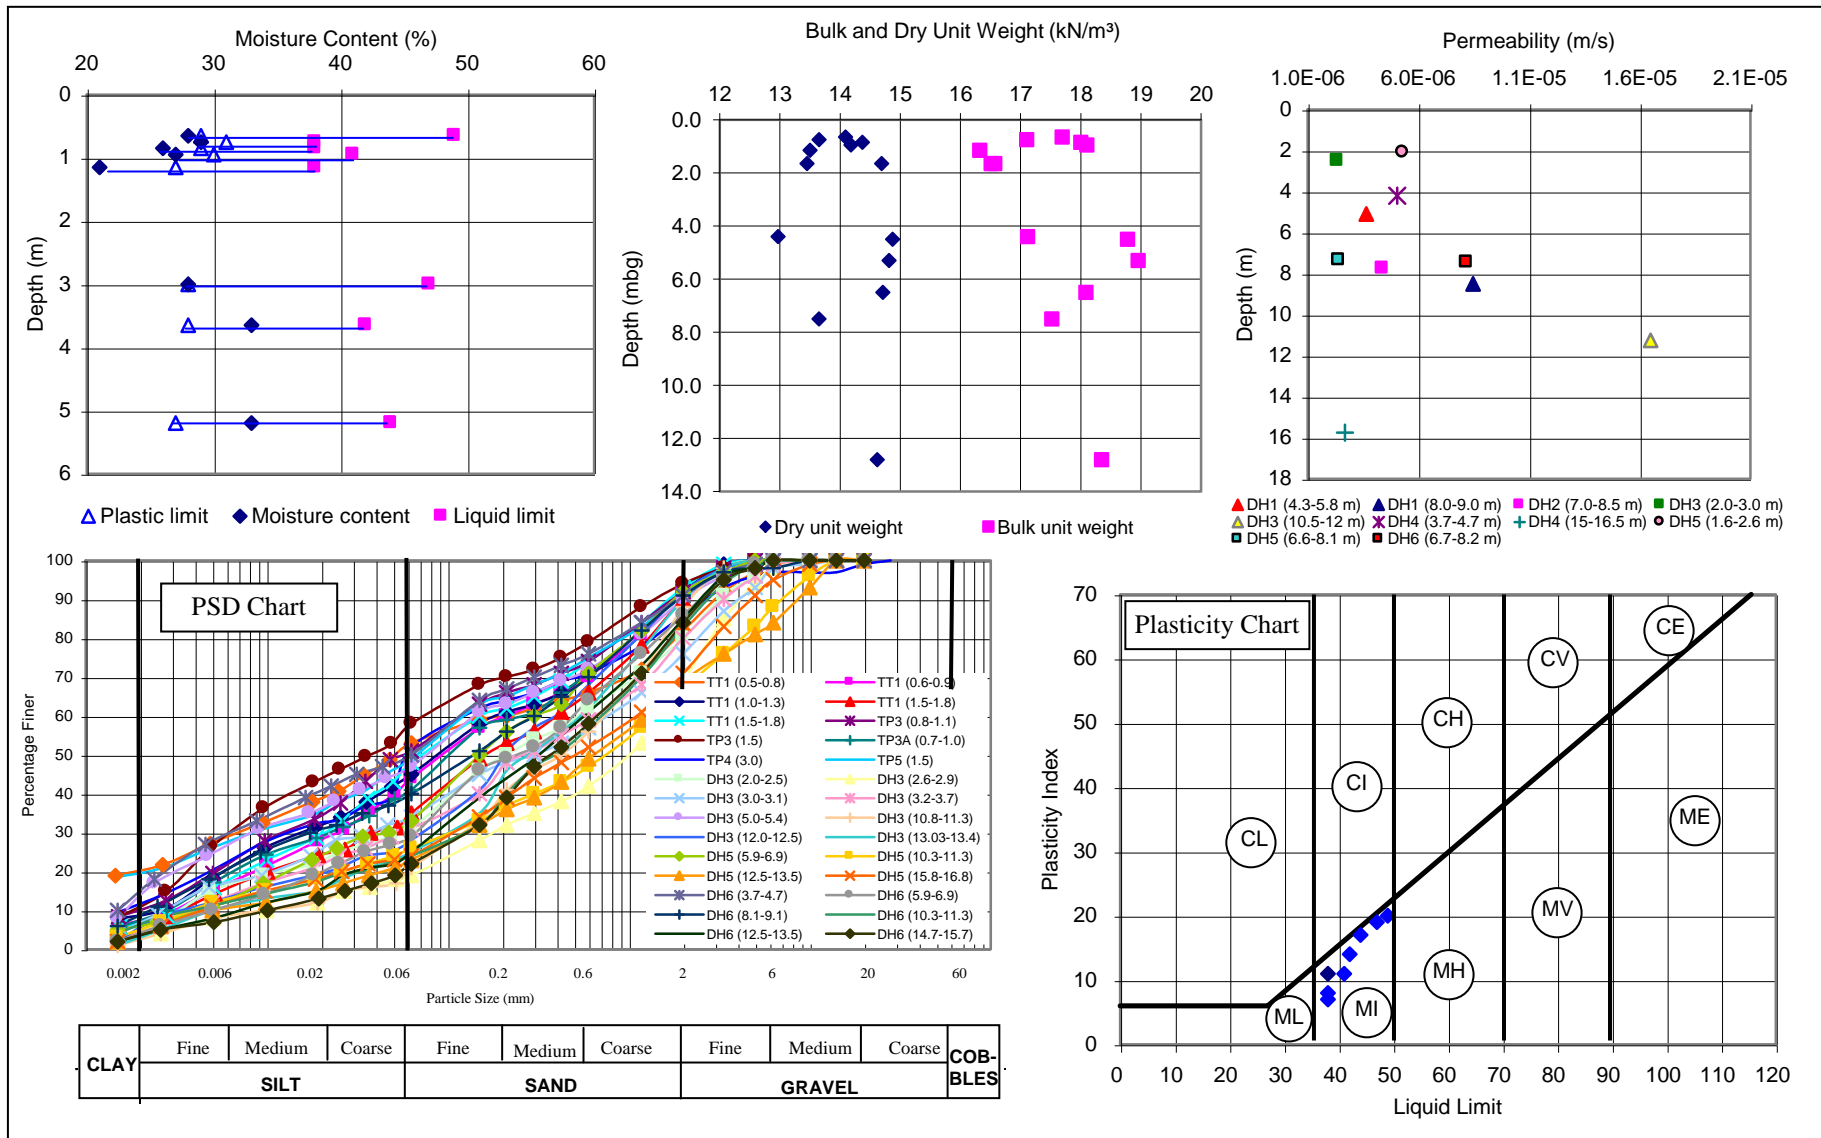 Moisture Content (%)
20 30 40 50 60
0
1
2
3
4
5
6
Depth (m)
Plastic limit Moisture content Liquid limit
Bulk and Dry Unit Weight (kN/m³)
12 13 14 15 16 17 18 19 20
0.0
2.0
4.0
6.0
8.0
10.0
12.0
14.0
Depth (mbg)
Dry unit weight Bulk unit weight
Permeability (m/s)
1.0E-06 6.0E-06 1.1E-05 1.6E-05 2.1E-05
0
2
4
6
8
10
12
14
16
18
Depth (m)
DH1 (4.3-5.8 m) DH1 (8.0-9.0 m) DH2 (7.0-8.5 m) DH3 (2.0-3.0 m)
DH3 (10.5-12 m) DH4 (3.7-4.7 m) DH4 (15-16.5 m) DH5 (1.6-2.6 m)
DH5 (6.6-8.1 m) DH6 (6.7-8.2 m)
PSD Chart
100
90
80
70
60
50
40
30
20
10
0
Percentage Finer
TT1 (0.5-0.8) TT1 (0.6-0.9)
TT1 (1.0-1.3) TT1 (1.5-1.8)
TT1 (1.5-1.8) TP3 (0.8-1.1)
TP3 (1.5) TP3A (0.7-1.0)
TP4 (3.0) TP5 (1.5)
DH3 (2.0-2.5) DH3 (2.6-2.9)
DH3 (3.0-3.1) DH3 (3.2-3.7)
DH3 (5.0-5.4) DH3 (10.8-11.3)
DH3 (12.0-12.5) DH3 (13.03-13.4)
DH5 (5.9-6.9) DH5 (10.3-11.3)
DH5 (12.5-13.5) DH5 (15.8-16.8)
DH6 (3.7-4.7) DH6 (5.9-6.9)
DH6 (8.1-9.1) DH6 (10.3-11.3)
DH6 (12.5-13.5) DH6 (14.7-15.7)
0.002 0.006 0.02 0.06 0.2 0.6 2 6 20 60
Particle Size (mm)
CLAY Fine Medium Coarse Fine Medium Coarse Fine Medium Coarse COB-
SILT SAND GRAVEL BLES
Plasticity Chart
70
60
50
40
30
20
10
0
Plasticity Index
CE
CV
CH
CI
CL
ME
MV
MH
MI
ML
0 10 20 30 40 50 60 70 80 90 100 110 120
Liquid Limit